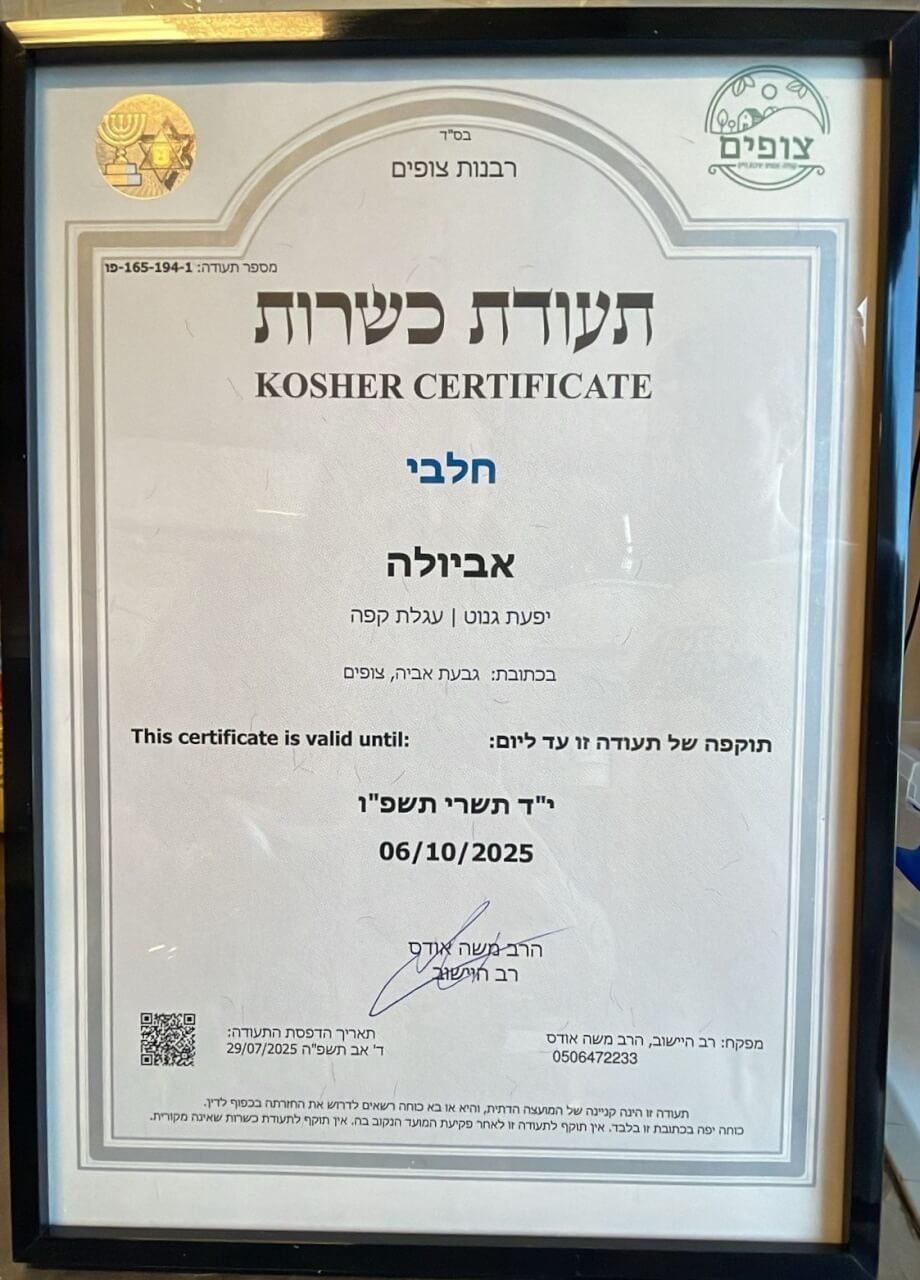 בס"ד
רבנות צופים
צופים
מספר תעודה: פו-165-194-1
תעודת כשרות
KOSHER CERTIFICATE
חלבי
אביולה
יפעת גנוט | עגלת קפה
בכתובת: גבעת אביה, צופים
תוקפה של תעודה זו עד ליום: This certificate is valid until:
י"ד תשרי תשפ"ו
06/10/2025
הרב משה אודס
רב היישוב
מפקח: רב היישוב, הרב משה אודס
0506472233
תאריך הדפסת התעודה:
ד' אב תשפ"ה 29/07/2025
תעודה זו הינה קניינה של המועצה הדתית, והיא או בא כוחה רשאים לדרוש את החזרתה בכפוף לדין.
כוחה יפה בכתובת זו בלבד. אין תוקף לתעודה זו לאחר פקיעת המועד הנקוב בה. אין תוקף לתעודת כשרות שאינה מקורית.